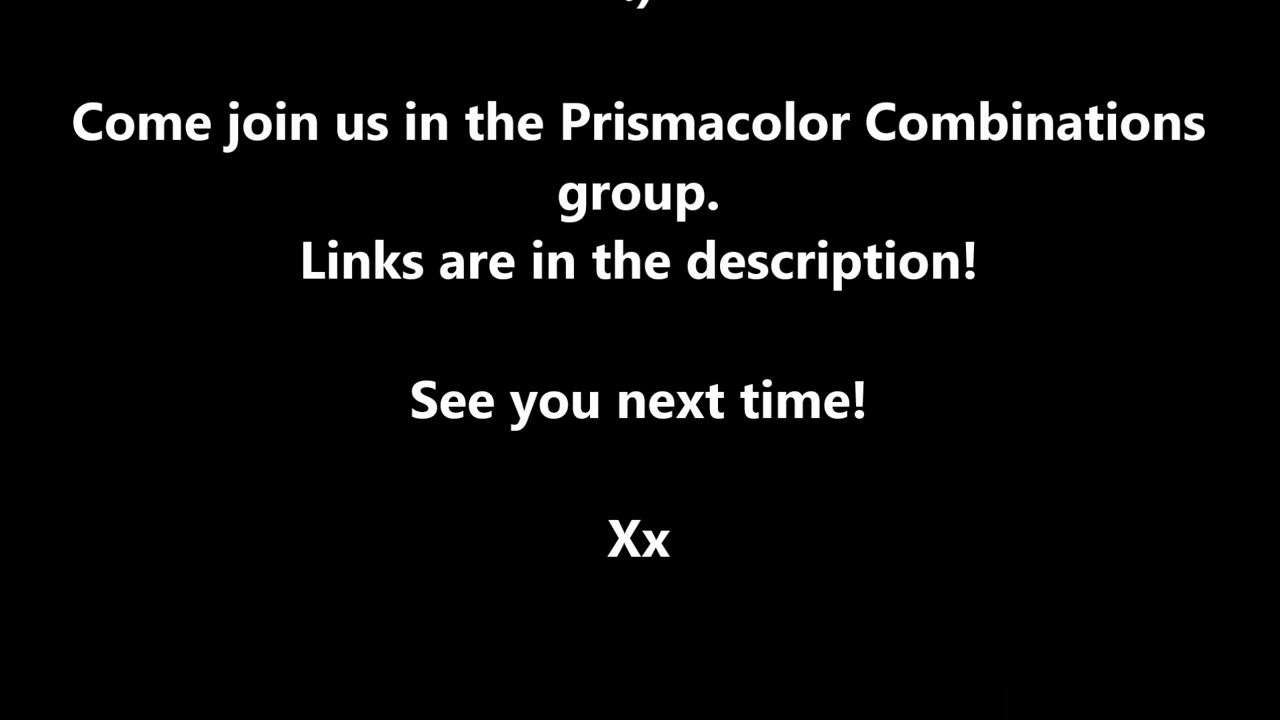 Come join us in the Prismacolor Combinations
group.
Links are in the description!
See you next time!
Xx